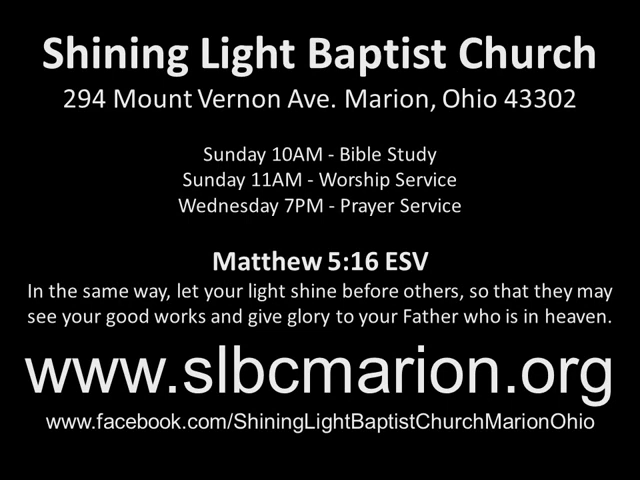 Shining Light Baptist Church
294 Mount Vernon Ave. Marion, Ohio 43302
Sunday 10AM - Bible Study
Sunday 11AM - Worship Service
Wednesday 7PM - Prayer Service
Matthew 5:16 ESV
In the same way, let your light shine before others, so that they may
see your good works and give glory to your Father who is in heaven.
www.slbcmarion.org
www.facebook.com/ShiningLightBaptistChurchMarionOhio